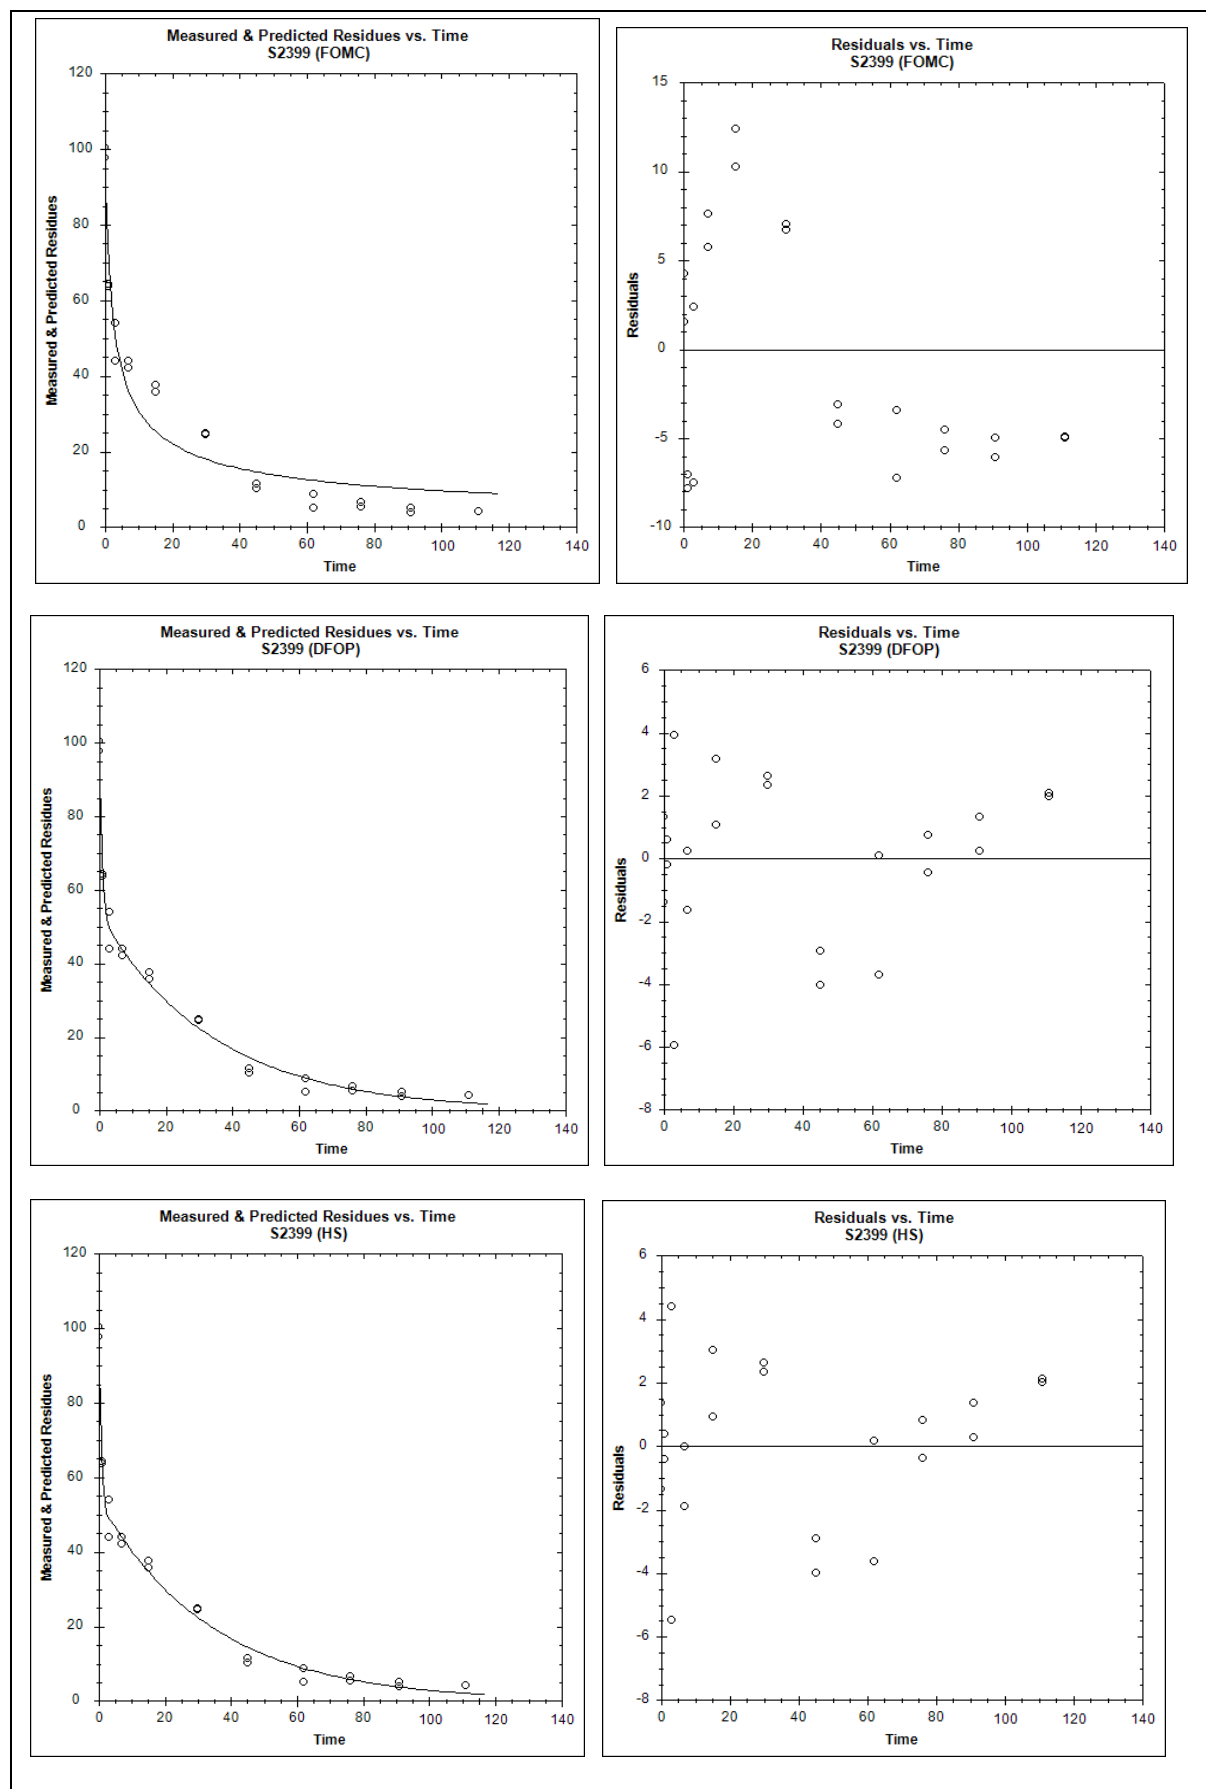 Measured & Predicted Residues vs. Time
S2399 (FOMC)
120
100
80
60
40
20
0
Measured & Predicted Residues
0 20 40 60 80 100 120 140
Time
Residuals vs. Time
S2399 (FOMC)
15
10
5
0
-5
-10
Residuals
0 20 40 60 80 100 120 140
Time
Measured & Predicted Residues vs. Time
S2399 (DFOP)
120
100
80
60
40
20
0
Measured & Predicted Residues
0 20 40 60 80 100 120 140
Time
Residuals vs. Time
S2399 (DFOP)
6
4
2
0
-2
-4
-6
-8
Residuals
0 20 40 60 80 100 120 140
Time
Measured & Predicted Residues vs. Time
S2399 (HS)
120
100
80
60
40
20
0
Measured & Predicted Residues
0 20 40 60 80 100 120 140
Time
Residuals vs. Time
S2399 (HS)
6
4
2
0
-2
-4
-6
-8
Residuals
0 20 40 60 80 100 120 140
Time